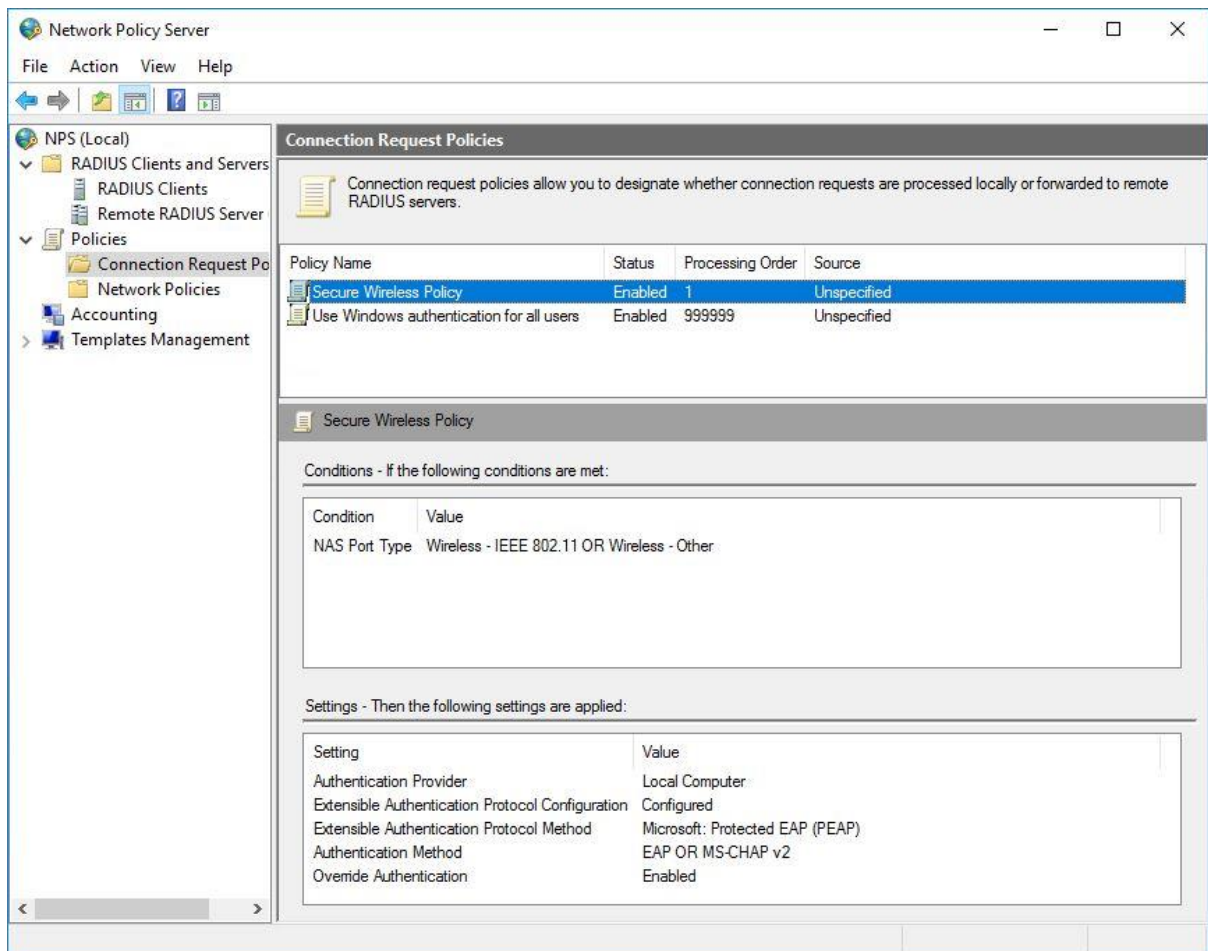 Network Policy Server
File Action View Help
NPS (Local)
RADIUS Clients and Servers
RADIUS Clients
Remote RADIUS Server
Policies
Connection Request Po
Network Policies
Accounting
Templates Management
Connection Request Policies
Connection request policies allow you to designate whether connection requests are processed locally or forwarded to remote
RADIUS servers.
Policy Name Status Processing Order Source
Secure Wireless Policy Enabled 1 Unspecified
Use Windows authentication for all users Enabled 999999 Unspecified
Secure Wireless Policy
Conditions - If the following conditions are met:
Condition Value
NAS Port Type Wireless - IEEE 802.11 OR Wireless - Other
Settings - Then the following settings are applied:
Setting Value
Authentication Provider Local Computer
Extensible Authentication Protocol Configuration Configured
Extensible Authentication Protocol Method Microsoft: Protected EAP (PEAP)
Authentication Method EAP OR MS-CHAP v2
Override Authentication Enabled